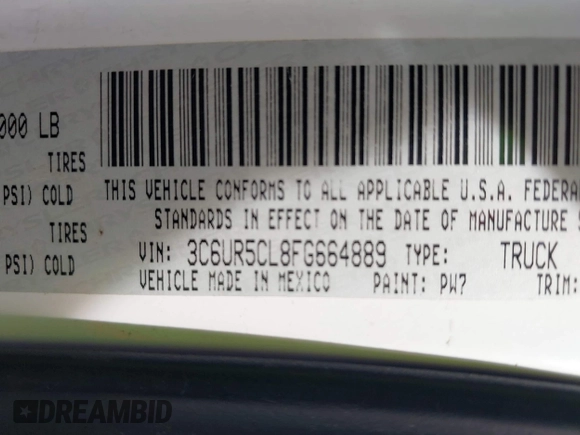 000 LB
TIRES
PSI) COLD
TIRES
PSI) COLD
THIS VEHICLE CONFORMS TO ALL APPLICABLE U.S.A. FEDERA
STANDARDS IN EFFECT ON THE DATE OF MANUFACTURE
VIN: 3C6UR5CL8FG664889 TYPE: TRUCK
VEHICLE MADE IN MEXICO PAINT: PW7 TRIM:
DREAMBID